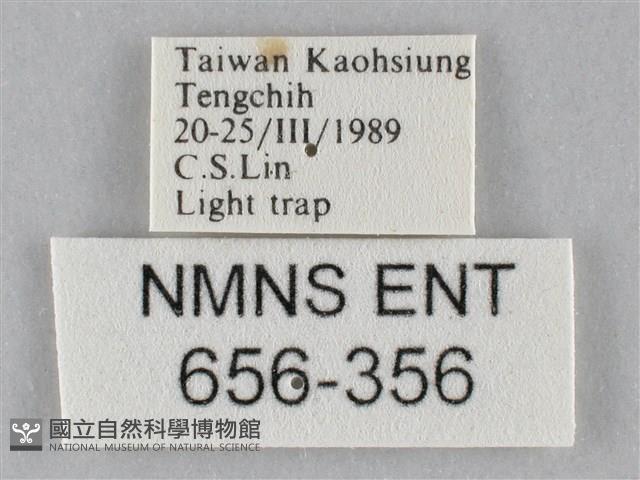 Taiwan Kaohsiung
Tengchih
20-25/III/1989
C.S.Lin
Light trap
NMNS ENT
656-356
國立自然科學博物館
NATIONAL MUSEUM OF NATURAL SCIENCE